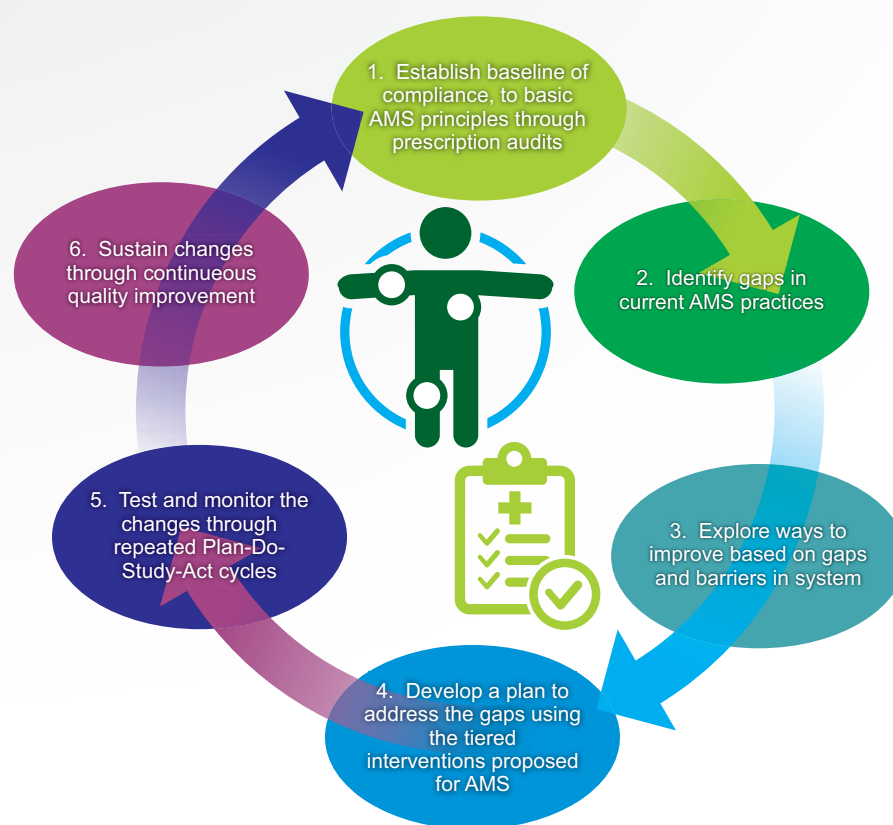 1. Establish baseline of
compliance, to basic
AMS principles through
prescription audits
2. Identify gaps in
current AMS practices
3. Explore ways to
improve based on gaps
and barriers in system
4. Develop a plan to
address the gaps using
the tiered
interventions proposed
for AMS
5. Test and monitor the
changes through
repeated Plan-Do-
Study-Act cycles
6. Sustain changes
through continueous
quality improvement